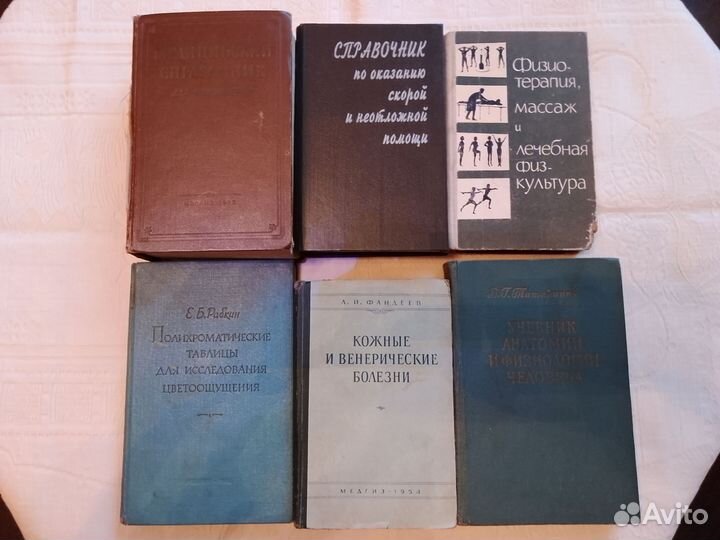 СПРАВОЧНИК
по оказанию
скорой
и неотложной
помощи
Физио-
терапия,
массаж
и
лечебная
физ-
культура
Е.Б.Рабкин
Полихроматические
таблицы
для исследования
цветоощущения
Л. И. ФАНДЕЕВ
КОЖНЫЕ
И ВЕНЕРИЧЕСКИЕ
БОЛЕЗНИ
МЕДГИЗ-1954
УЧЕБНИК
АНАТОМИИ
И ФИЗИОЛОГИИ
ЧЕЛОВЕКА
Avito